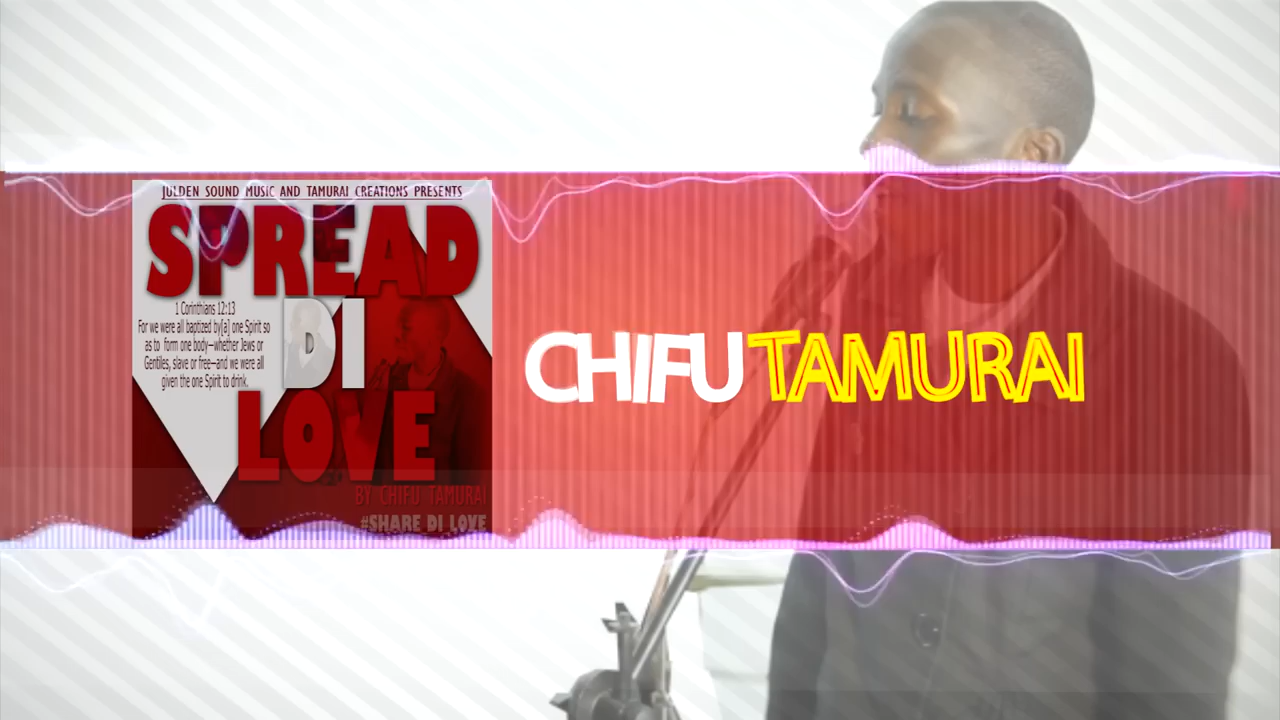 JULDEN SOUND MUSIC AND TAMURAI CREATIONS PRESENTS
SPREAD
1 Corinthians 12:13
For we were all baptized by[a] one Spirit so
as to form one body—whether Jews or
Gentiles, slave or free—and we were all
given the one Spirit to drink.
DI
LOVE
BY CHIFU TAMURAI
#SHARE DI LOVE
CHIFU TAMURAI